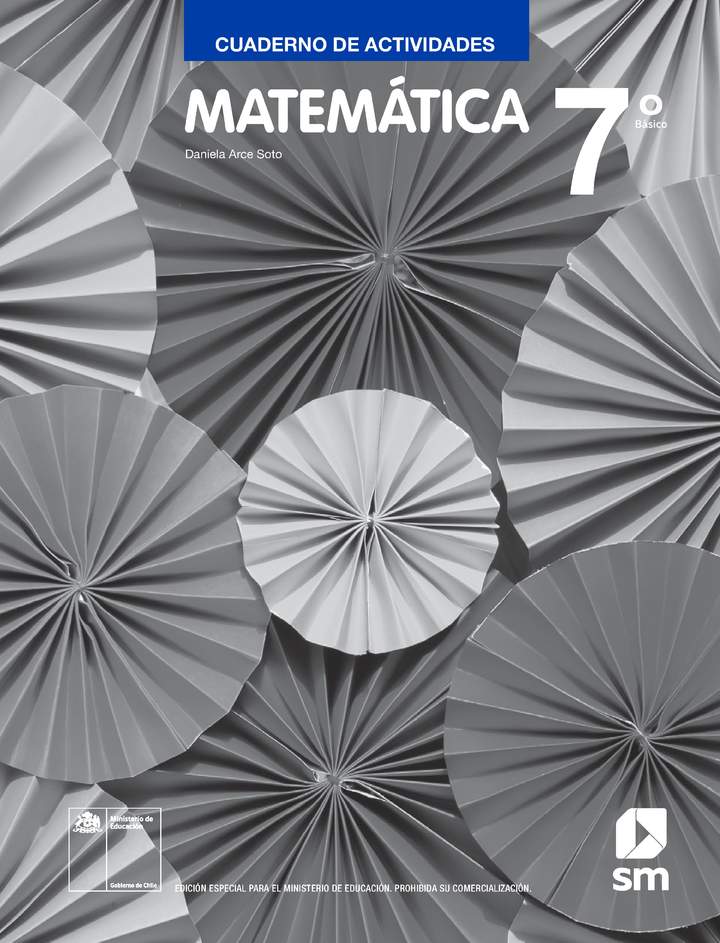 CUADERNO DE ACTIVIDADES
MATEMÁTICA 7º
Básico
Daniela Arce Soto
Ministerio de
Educación
Gobierno de Chile
EDICIÓN ESPECIAL PARA EL MINISTERIO DE EDUCACIÓN. PROHIBIDA SU COMERCIALIZACIÓN.
sm